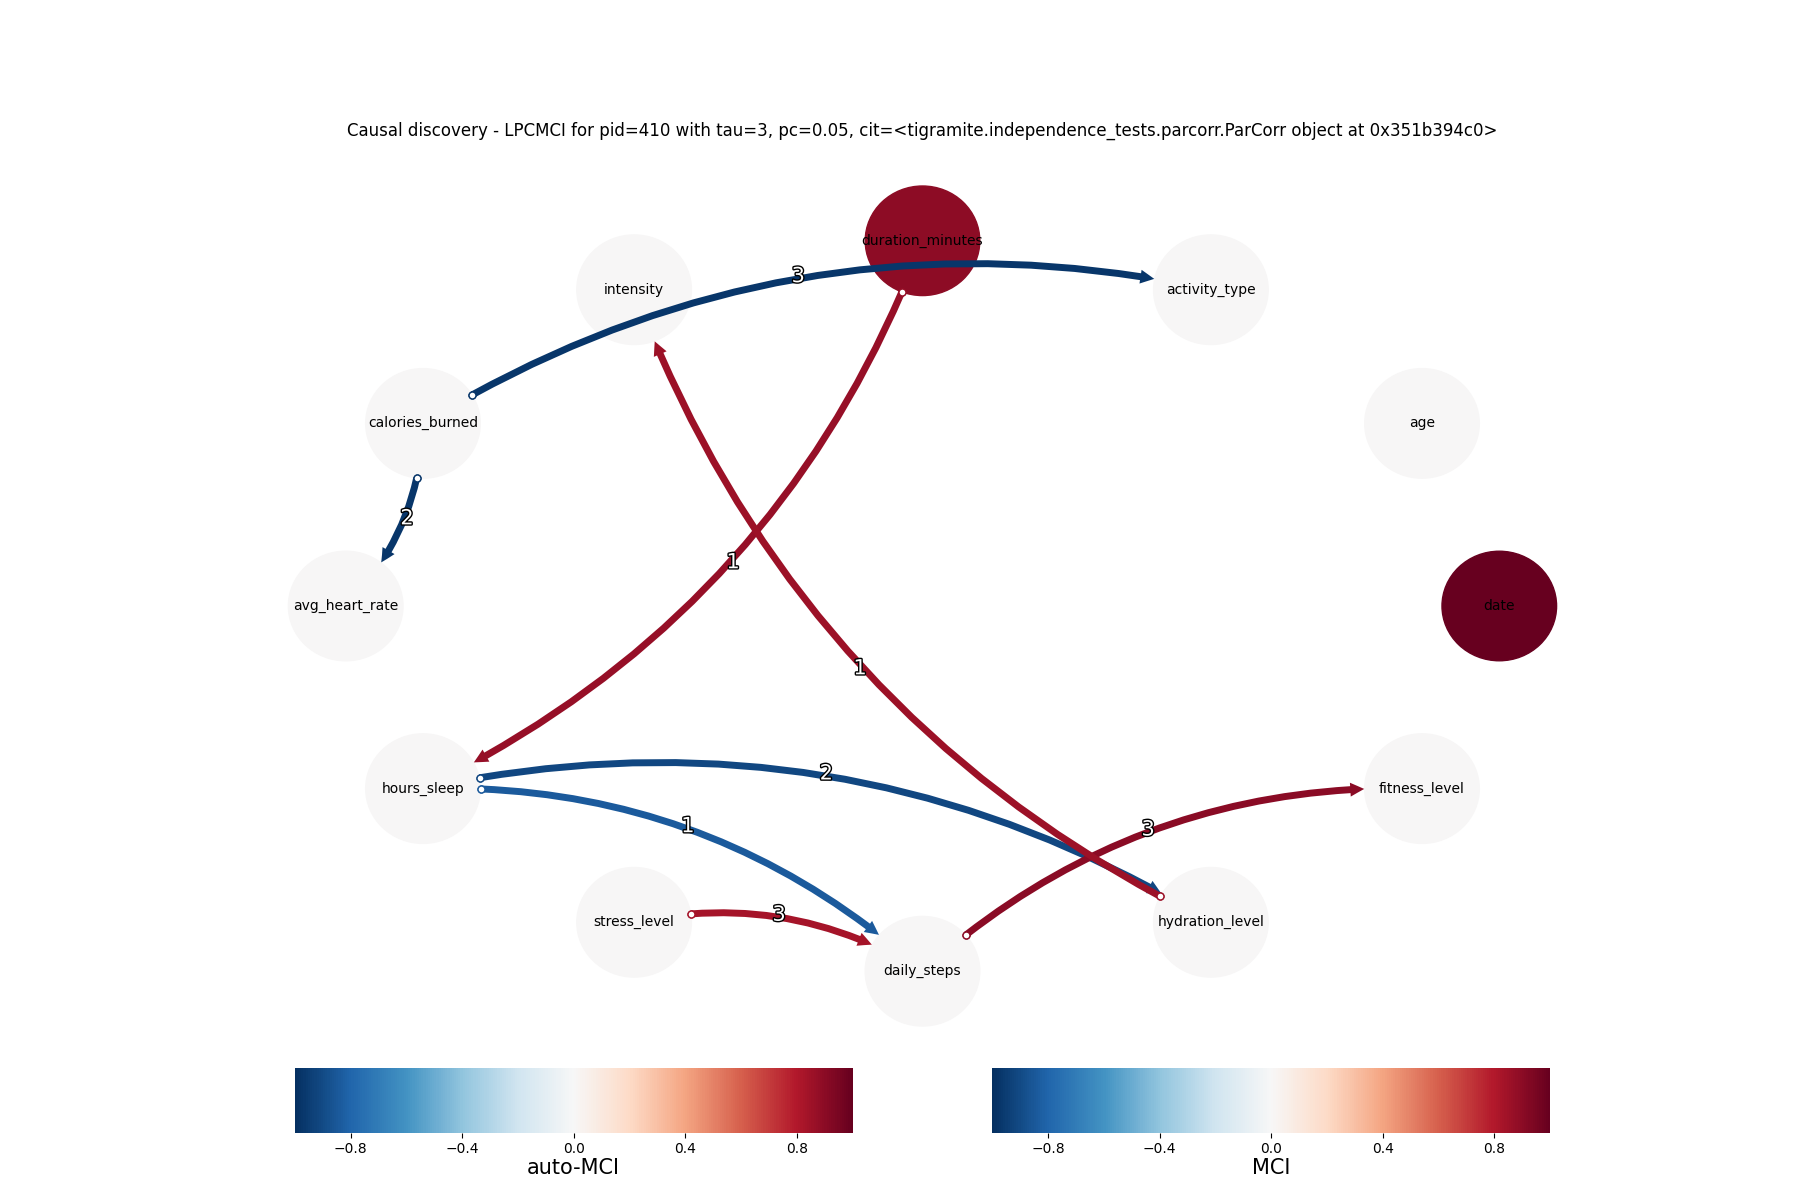 Causal discovery - LPCMCI for pid=410 with tau=3, pc=0.05, cit=<tigramite.independence_tests.parcorr.ParCorr object at 0x351b394c0>
duration_minutes
intensity
activity_type
3
calories_burned
age
2
1
avg_heart_rate
date
1
2
hours_sleep
fitness_level
1
3
stress_level
3
hydration_level
daily_steps
−0.8 −0.4 0.0 0.4 0.8
auto-MCI
−0.8 −0.4 0.0 0.4 0.8
MCI